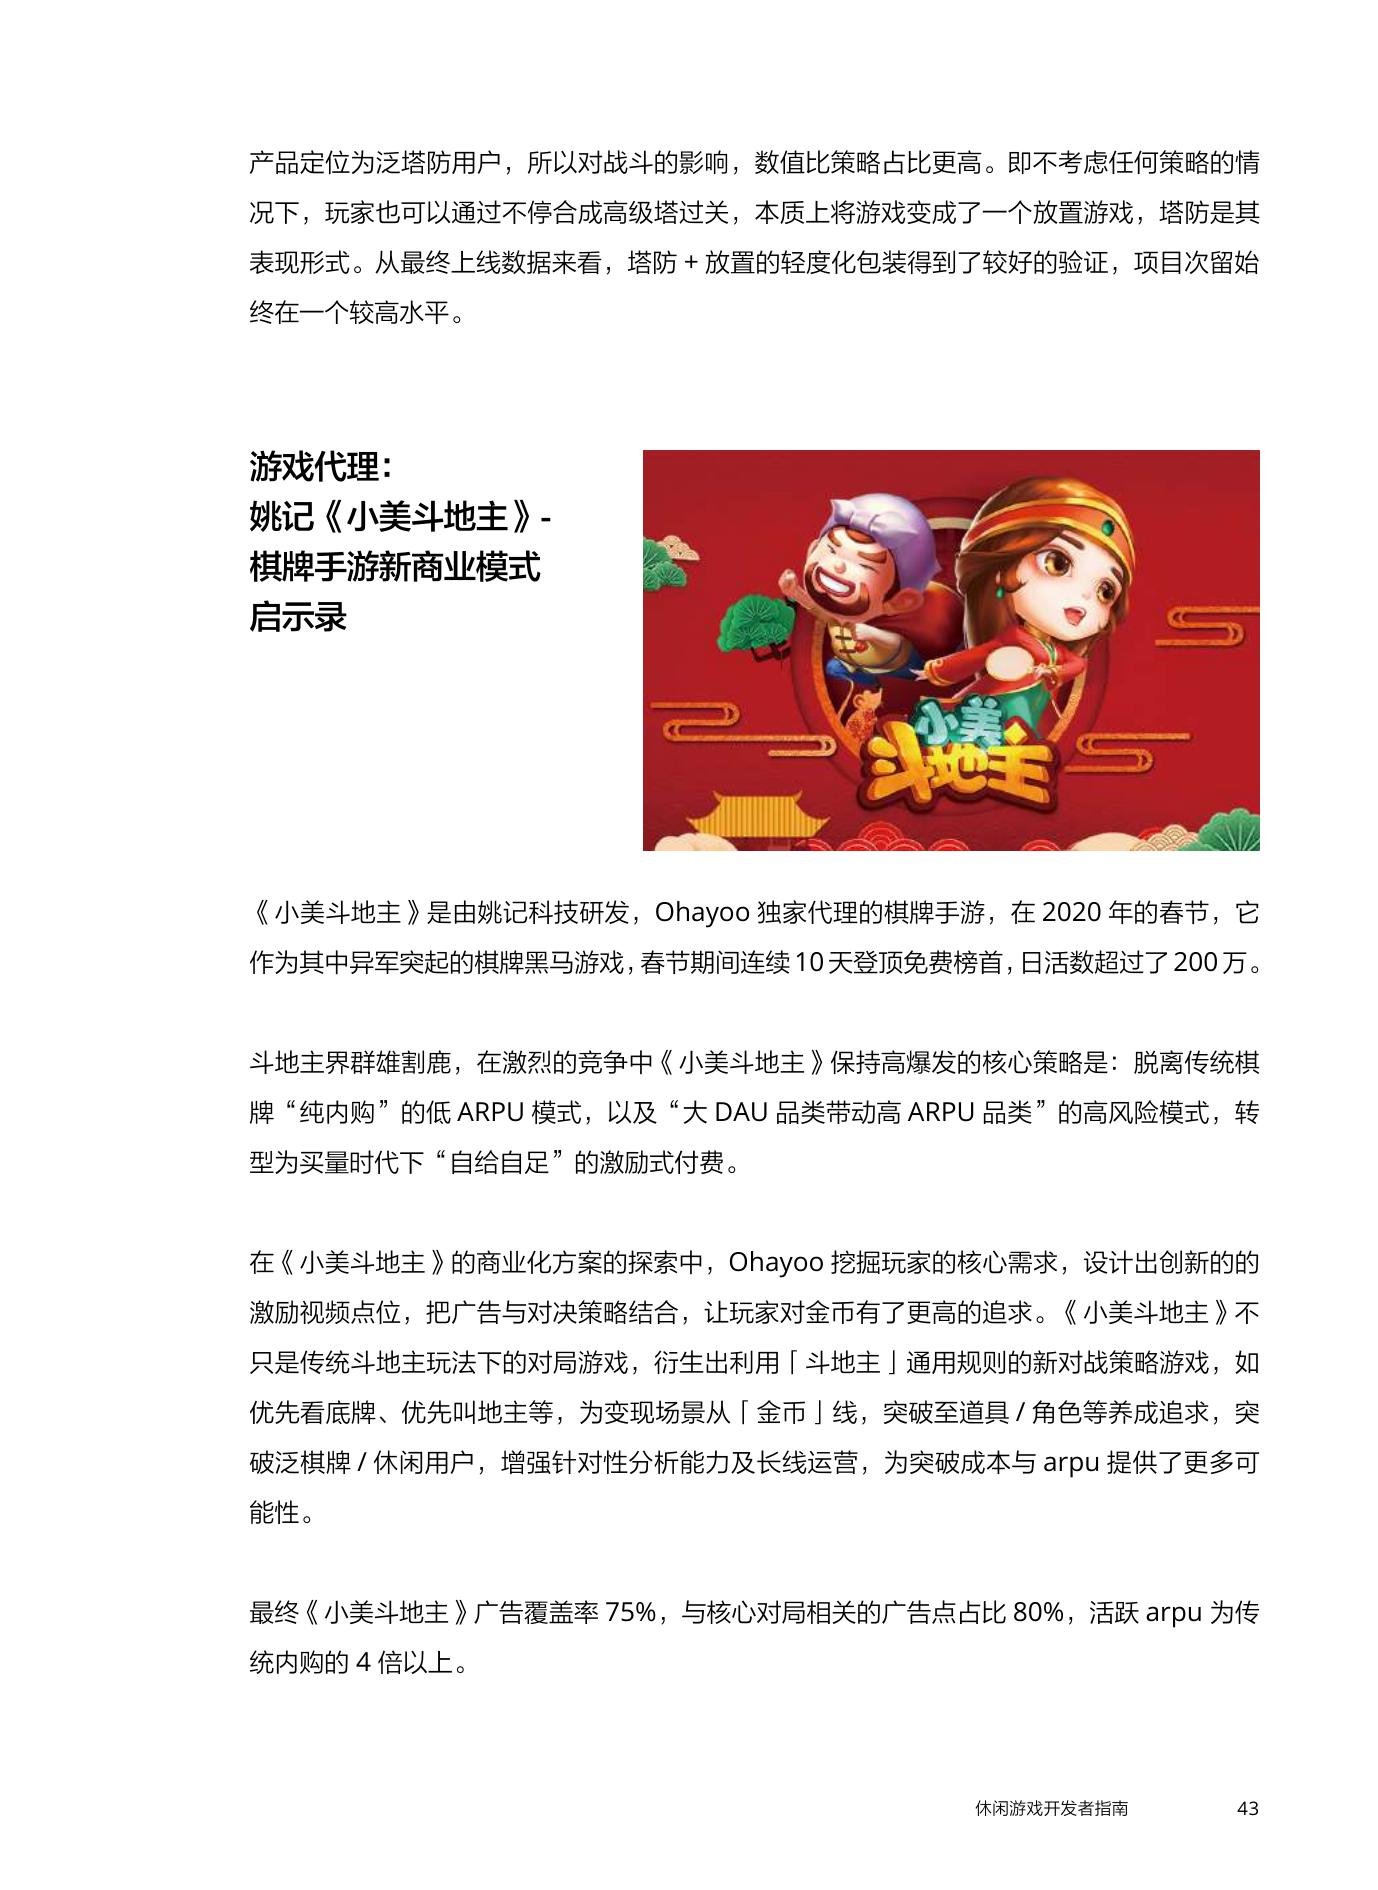 产品定位为泛塔防用户，所以对战斗的影响，数值比策略占比更高。即不考虑任何策略的情
况下，玩家也可以通过不停合成高级塔过关，本质上将游戏变成了一个放置游戏，塔防是其
表现形式。从最终上线数据来看，塔防 + 放置的轻度化包装得到了较好的验证，项目次留始
终在一个较高水平。
游戏代理：
姚记《小美斗地主》-
棋牌手游新商业模式
启示录
小美
斗地主
《小美斗地主》是由姚记科技研发，Ohayoo 独家代理的棋牌手游，在 2020 年的春节，它
作为其中异军突起的棋牌黑马游戏，春节期间连续 10 天登顶免费榜首，日活数超过了 200 万。
斗地主界群雄割鹿，在激烈的竞争中《小美斗地主》保持高爆发的核心策略是：脱离传统棋
牌“纯内购”的低 ARPU 模式，以及“大 DAU 品类带动高 ARPU 品类”的高风险模式，转
型为买量时代下“自给自足”的激励式付费。
在《小美斗地主》的商业化方案的探索中，Ohayoo 挖掘玩家的核心需求，设计出创新的的
激励视频点位，把广告与对决策略结合，让玩家对金币有了更高的追求。《小美斗地主》不
只是传统斗地主玩法下的对局游戏，衍生出利用「斗地主」通用规则的新对战策略游戏，如
优先看底牌、优先叫地主等，为变现场景从「金币」线，突破至道具 / 角色等养成追求，突
破泛棋牌 / 休闲用户，增强针对性分析能力及长线运营，为突破成本与 arpu 提供了更多可
能性。
最终《小美斗地主》广告覆盖率 75%，与核心对局相关的广告点占比 80%，活跃 arpu 为传
统内购的 4 倍以上。
休闲游戏开发者指南 43